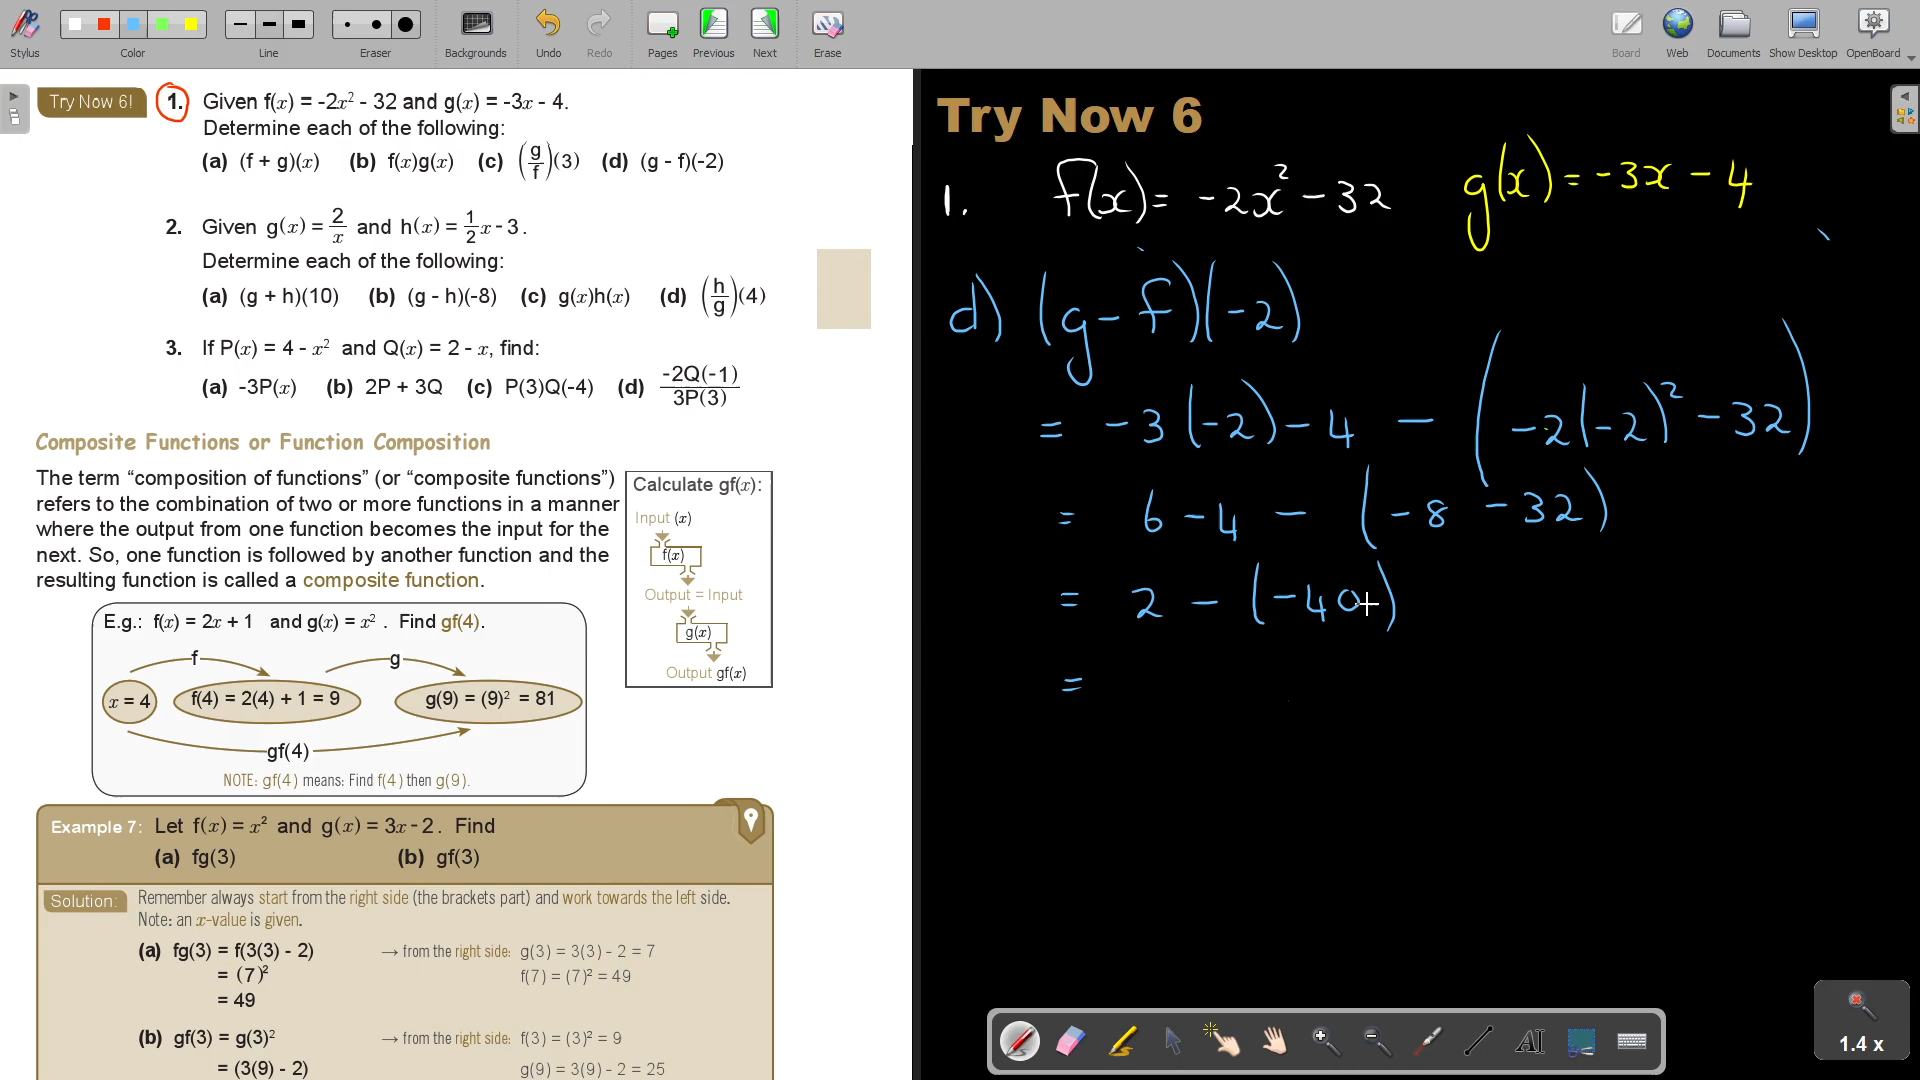 Stylus Color Line Eraser Backgrounds Undo Redo Pages Previous Next Erase Board Web Documents Show Desktop OpenBoard
Try Now 6! 1. Given f(x) = -2x² - 32 and g(x) = -3x - 4.
Determine each of the following:
(a) (f + g)(x) (b) f(x)g(x) (c) (g/f)(3) (d) (g - f)(-2)
2. Given g(x) = 2/x and h(x) = 1/2 x - 3.
Determine each of the following:
(a) (g + h)(10) (b) (g - h)(-8) (c) g(x)h(x) (d) (h/g)(4)
3. If P(x) = 4 - x² and Q(x) = 2 - x, find:
(a) -3P(x) (b) 2P + 3Q (c) P(3)Q(-4) (d) -2Q(-1)/3P(3)
Composite Functions or Function Composition
The term “composition of functions” (or “composite functions”)
refers to the combination of two or more functions in a manner
where the output from one function becomes the input for the
next. So, one function is followed by another function and the
resulting function is called a composite function.
Calculate gf(x):
Input (x)
f(x)
Output = Input
g(x)
Output gf(x)
E.g.: f(x) = 2x + 1 and g(x) = x². Find gf(4).
f g
x = 4 f(4) = 2(4) + 1 = 9 g(9) = (9)² = 81
gf(4)
NOTE: gf(4) means: Find f(4) then g(9).
Example 7: Let f(x) = x² and g(x) = 3x - 2. Find
(a) fg(3) (b) gf(3)
Solution: Remember always start from the right side (the brackets part) and work towards the left side.
Note: an x-value is given.
(a) fg(3) = f(3(3) - 2) → from the right side: g(3) = 3(3) - 2 = 7
= (7)² f(7) = (7)² = 49
= 49
(b) gf(3) = g(3)² → from the right side: f(3) = (3)² = 9
= (3(9) - 2) g(9) = 3(9) - 2 = 25
Try Now 6
1. f(x) = -2x² - 32 g(x) = -3x - 4
d) (g - f)(-2)
= -3(-2) - 4 - (-2(-2)² - 32)
= 6 - 4 - (-8 - 32)
= 2 - (-40)
=
1.4 x